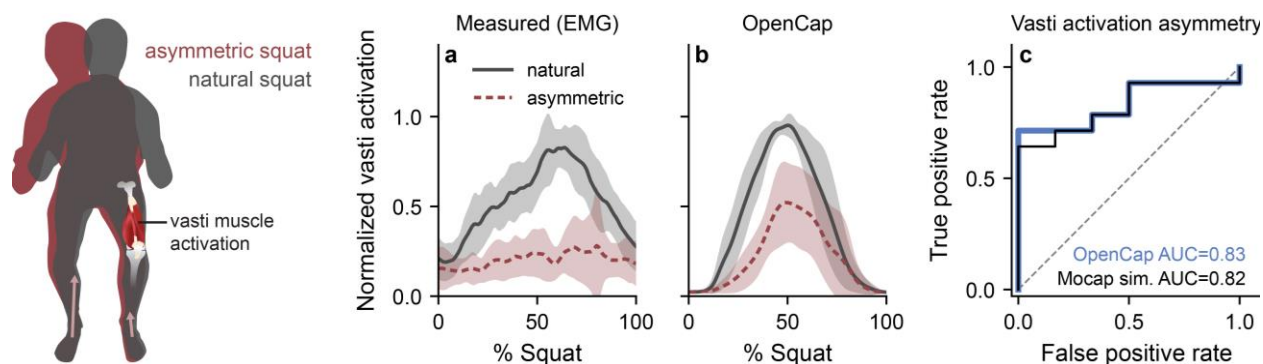 asymmetric squat
natural squat
vasti muscle
activation
Measured (EMG)
a
natural
asymmetric
Normalized vasti activation
1.0
0.5
0.0
0
50
100
% Squat
OpenCap
b
0
50
100
% Squat
Vasti activation asymmetry
c
True positive rate
1.0
0.5
0.0
OpenCap AUC=0.83
Mocap sim. AUC=0.82
0.0
0.5
1.0
False positive rate